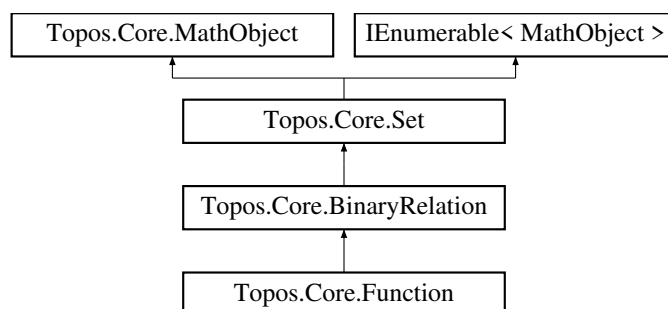 Topos.Core.MathObject
IEnumerable< MathObject >
Topos.Core.Set
Topos.Core.BinaryRelation
Topos.Core.Function